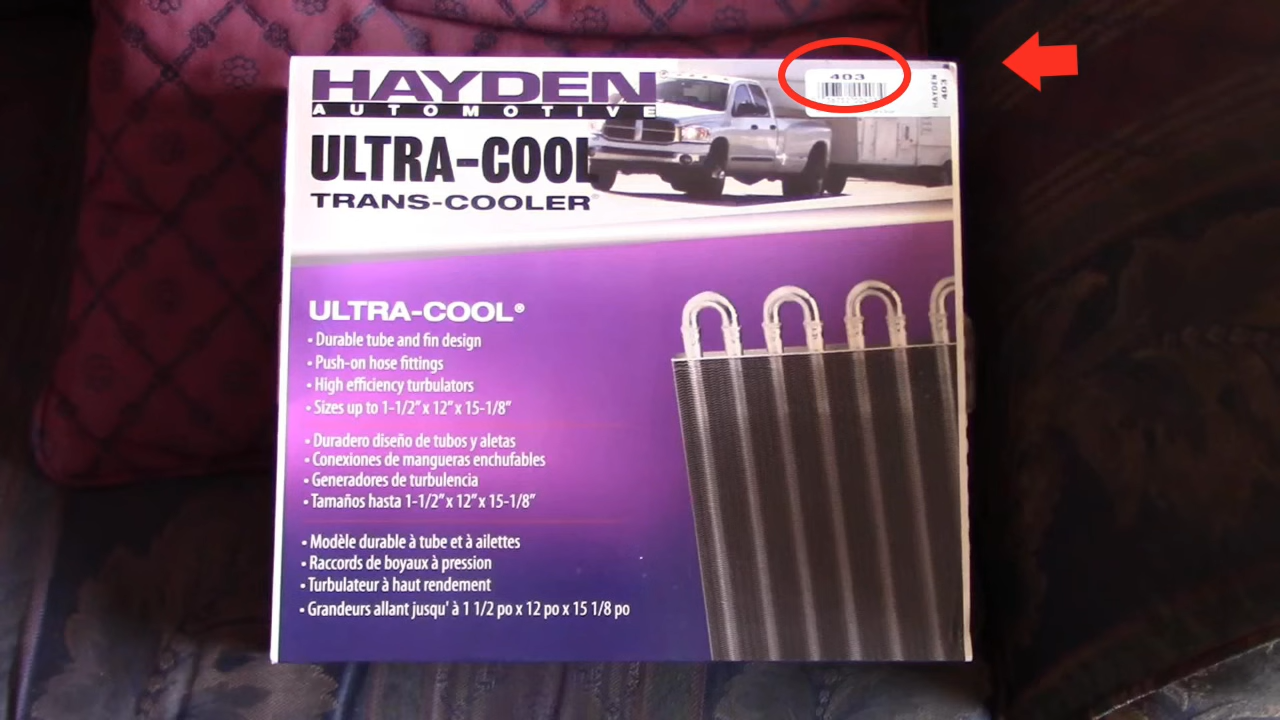 HAYDEN
AUTOMOTIVE
ULTRA-COOL
TRANS-COOLER
403
HAYDEN
403
ULTRA-COOL®
• Durable tube and fin design
• Push-on hose fittings
• High efficiency turbulators
• Sizes up to 1-1/2” x 12” x 15-1/8”
• Duradero diseño de tubos y aletas
• Conexiones de mangueras enchufables
• Generadores de turbulencia
• Tamaños hasta 1-1/2” x 12” x 15-1/8”
• Modèle durable à tube et à ailettes
• Raccords de boyaux à pression
• Turbulateur à haut rendement
• Grandeurs allant jusqu' à 1 1/2 po x 12 po x 15 1/8 po